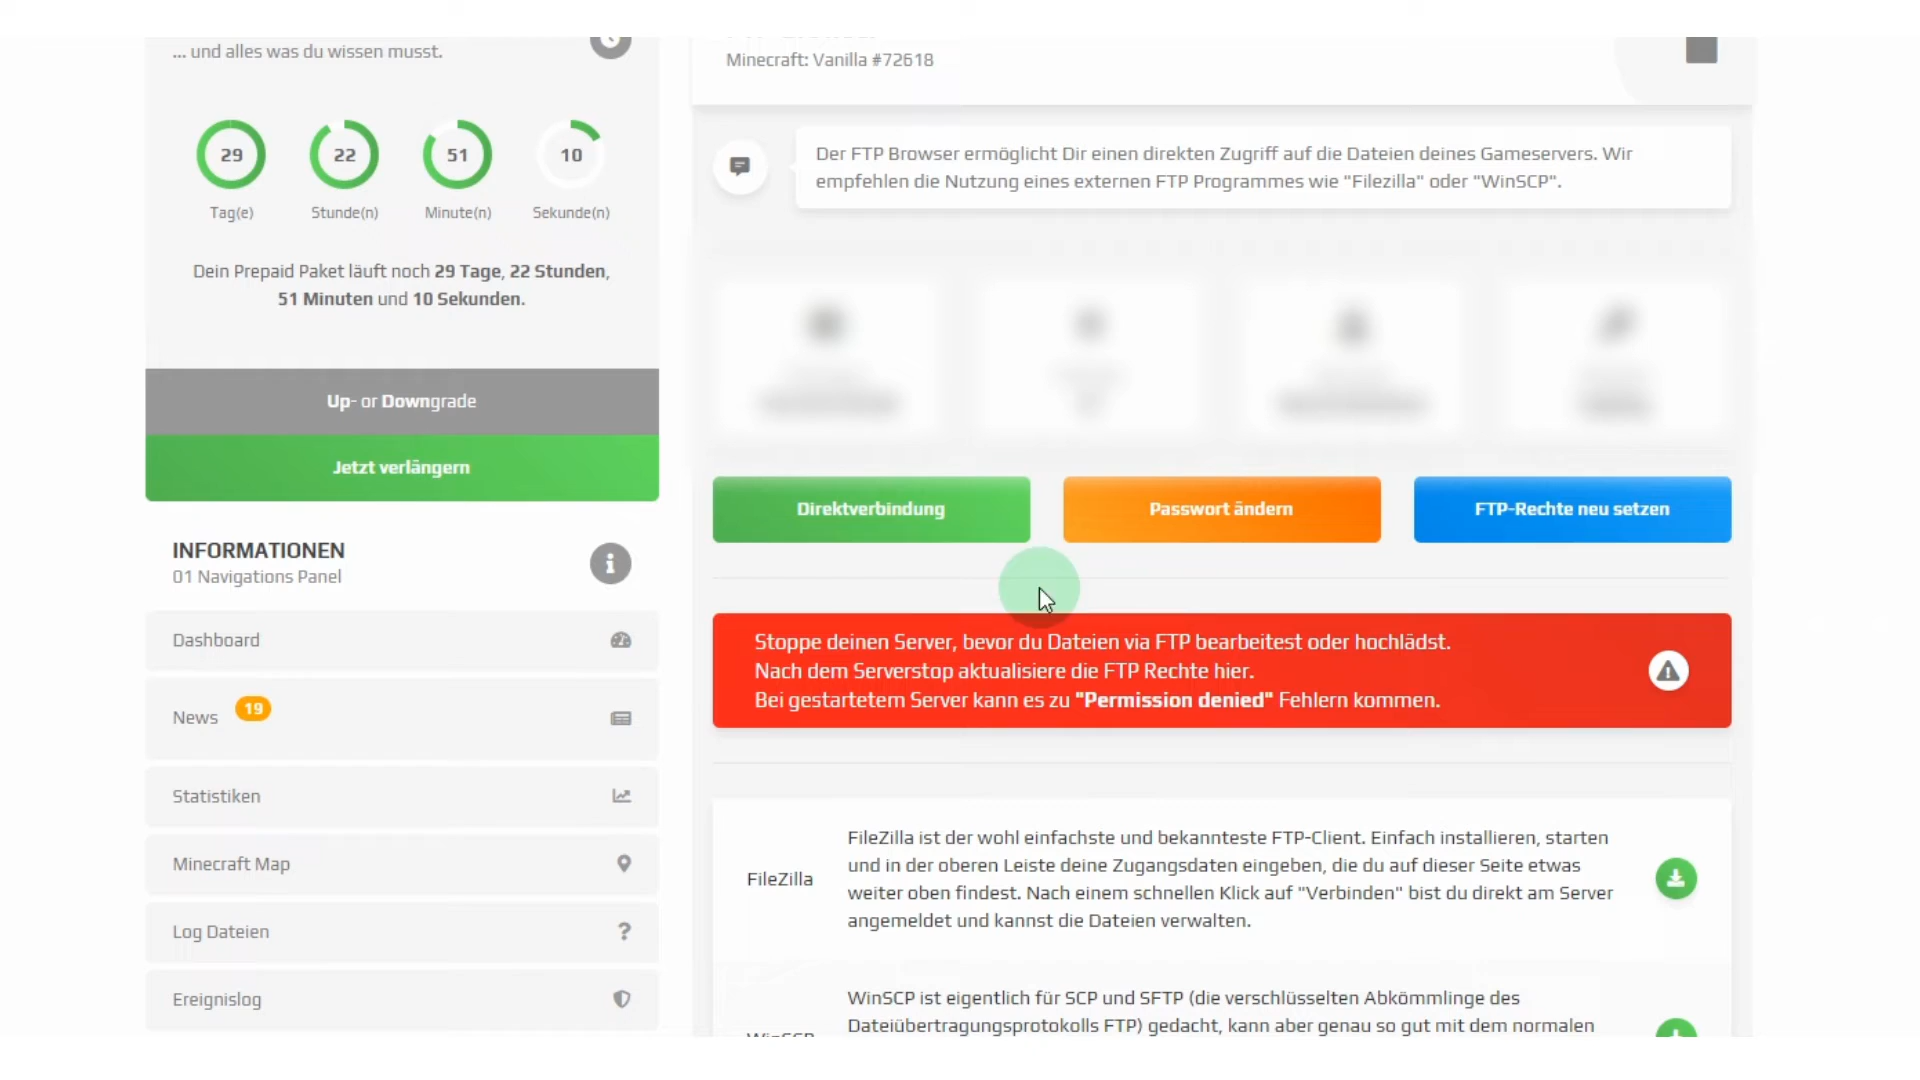 ... und alles was du wissen musst.
29
22
51
10
Tag(e)
Stunde(n)
Minute(n)
Sekunde(n)
Dein Prepaid Paket läuft noch 29 Tage, 22 Stunden,
51 Minuten und 10 Sekunden.
Up- or Downgrade
Jetzt verlängern
INFORMATIONEN
01 Navigations Panel
Dashboard
News
19
Statistiken
Minecraft Map
Log Dateien
Ereignislog
Minecraft: Vanilla #72618
Der FTP Browser ermöglicht Dir einen direkten Zugriff auf die Dateien deines Gameservers. Wir
empfehlen die Nutzung eines externen FTP Programmes wie "Filezilla" oder "WinSCP".
Direktverbindung
Passwort ändern
FTP-Rechte neu setzen
Stoppe deinen Server, bevor du Dateien via FTP bearbeitest oder hochlädst.
Nach dem Serverstop aktualisiere die FTP Rechte hier.
Bei gestartetem Server kann es zu "Permission denied" Fehlern kommen.
FileZilla
FileZilla ist der wohl einfachste und bekannteste FTP-Client. Einfach installieren, starten
und in der oberen Leiste deine Zugangsdaten eingeben, die du auf dieser Seite etwas
weiter oben findest. Nach einem schnellen Klick auf "Verbinden" bist du direkt am Server
angemeldet und kannst die Dateien verwalten.
WinSCP
WinSCP ist eigentlich für SCP und SFTP (die verschlüsselten Abkömmlinge des
Dateiübertragungsprotokolls FTP) gedacht, kann aber genau so gut mit dem normalen